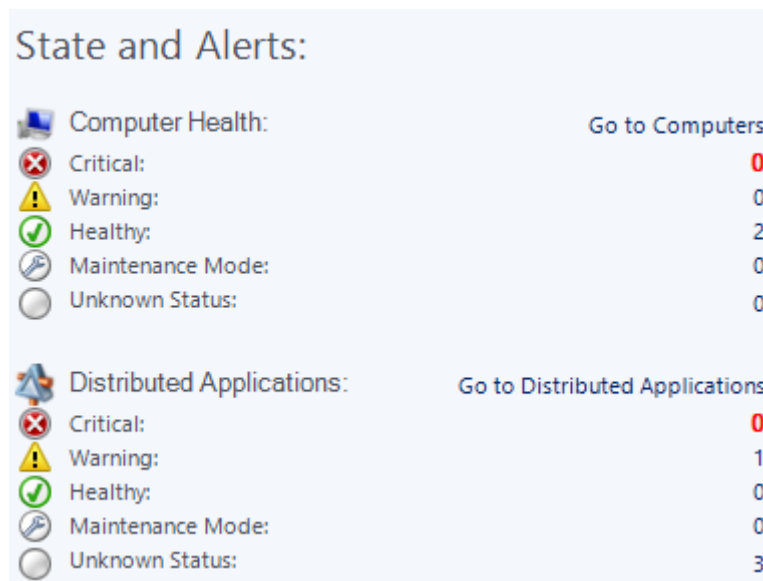 State and Alerts:
Computer Health: Go to Computers
Critical: 0
Warning: 0
Healthy: 2
Maintenance Mode: 0
Unknown Status: 0
Distributed Applications: Go to Distributed Applications
Critical: 0
Warning: 1
Healthy: 0
Maintenance Mode: 0
Unknown Status: 3